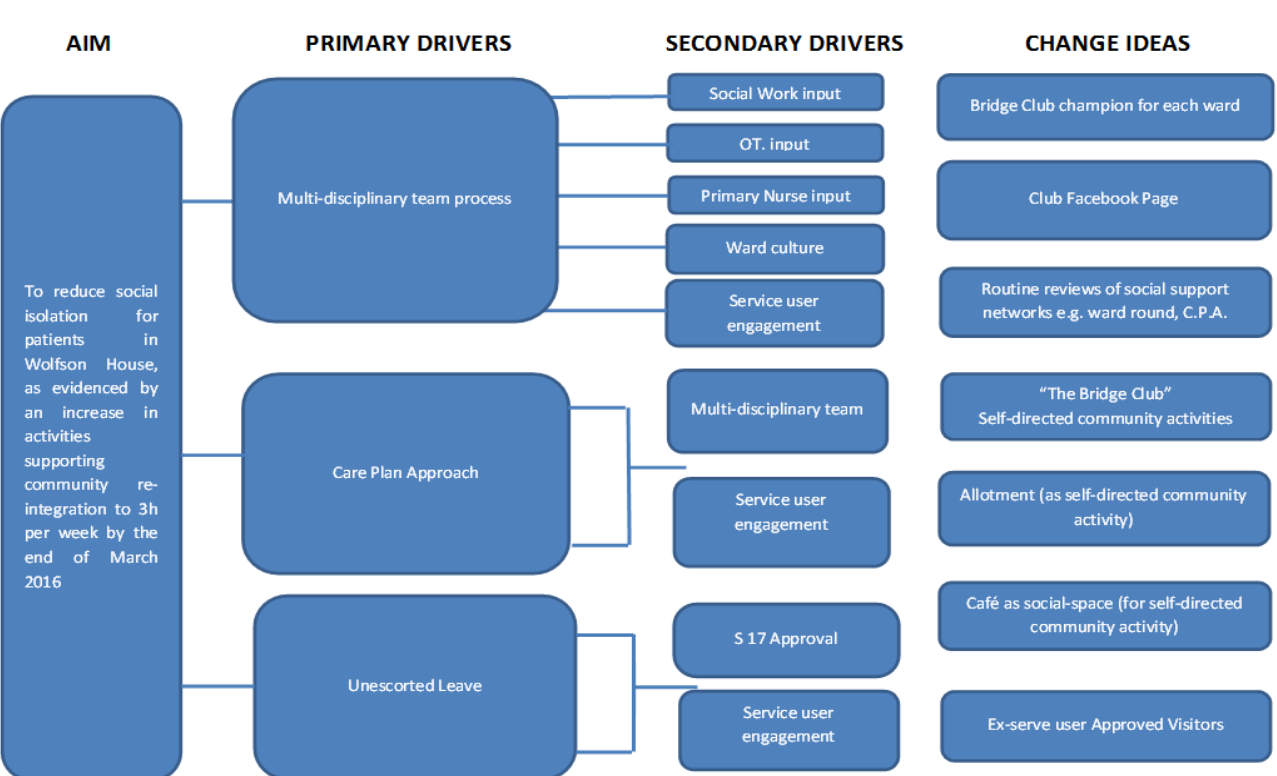 AIM
PRIMARY DRIVERS
SECONDARY DRIVERS
CHANGE IDEAS
To reduce social
isolation for
patients in
Wolfson House,
as evidenced by
an increase in
activities
supporting
community re-
integration to 3h
per week by the
end of March
2016
Multi-disciplinary team process
Care Plan Approach
Unescorted Leave
Social Work input
OT. input
Primary Nurse input
Ward culture
Service user
engagement
Multi-disciplinary team
Service user
engagement
S 17 Approval
Service user
engagement
Bridge Club champion for each ward
Club Facebook Page
Routine reviews of social support
networks e.g. ward round, C.P.A.
“The Bridge Club”
Self-directed community activities
Allotment (as self-directed community
activity)
Café as social-space (for self-directed
community activity)
Ex-serve user Approved Visitors